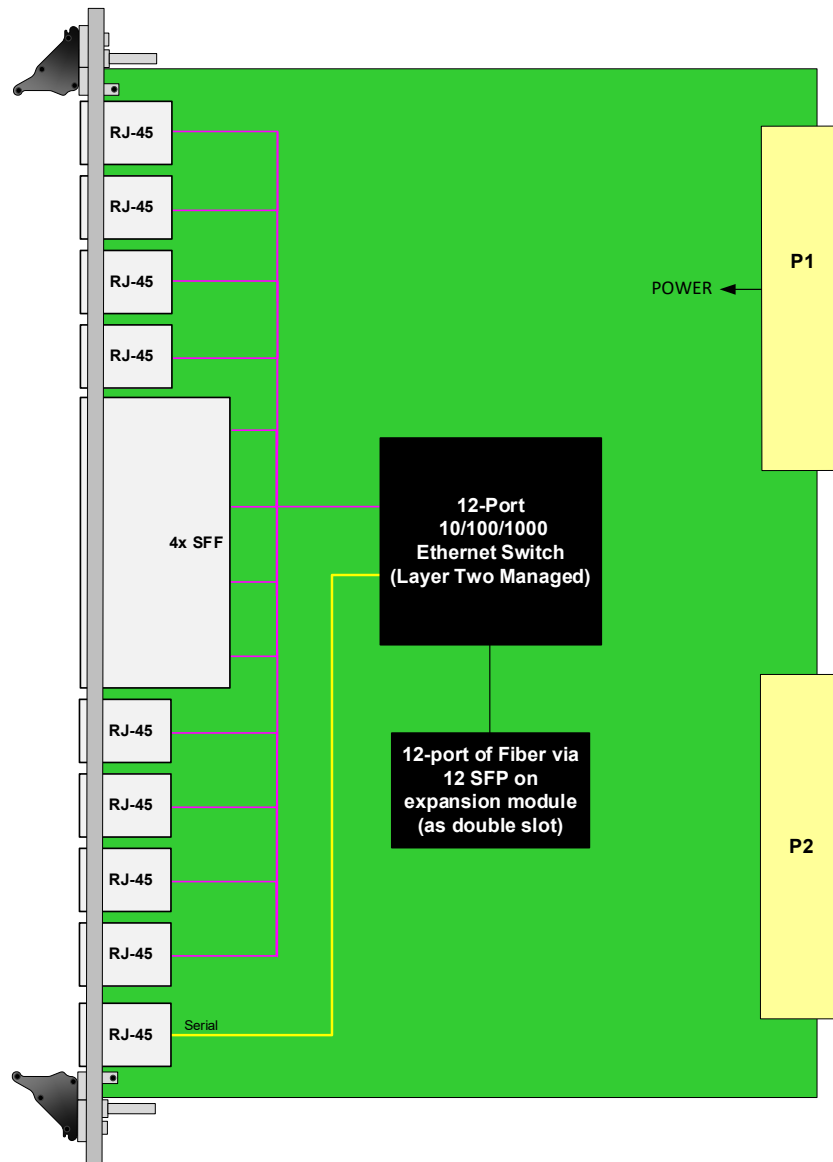 RJ-45
RJ-45
RJ-45
RJ-45
4x SFF
RJ-45
RJ-45
RJ-45
RJ-45
RJ-45
Serial
12-Port
10/100/1000
Ethernet Switch
(Layer Two Managed)
12-port of Fiber via
12 SFP on
expansion module
(as double slot)
POWER
P1
P2